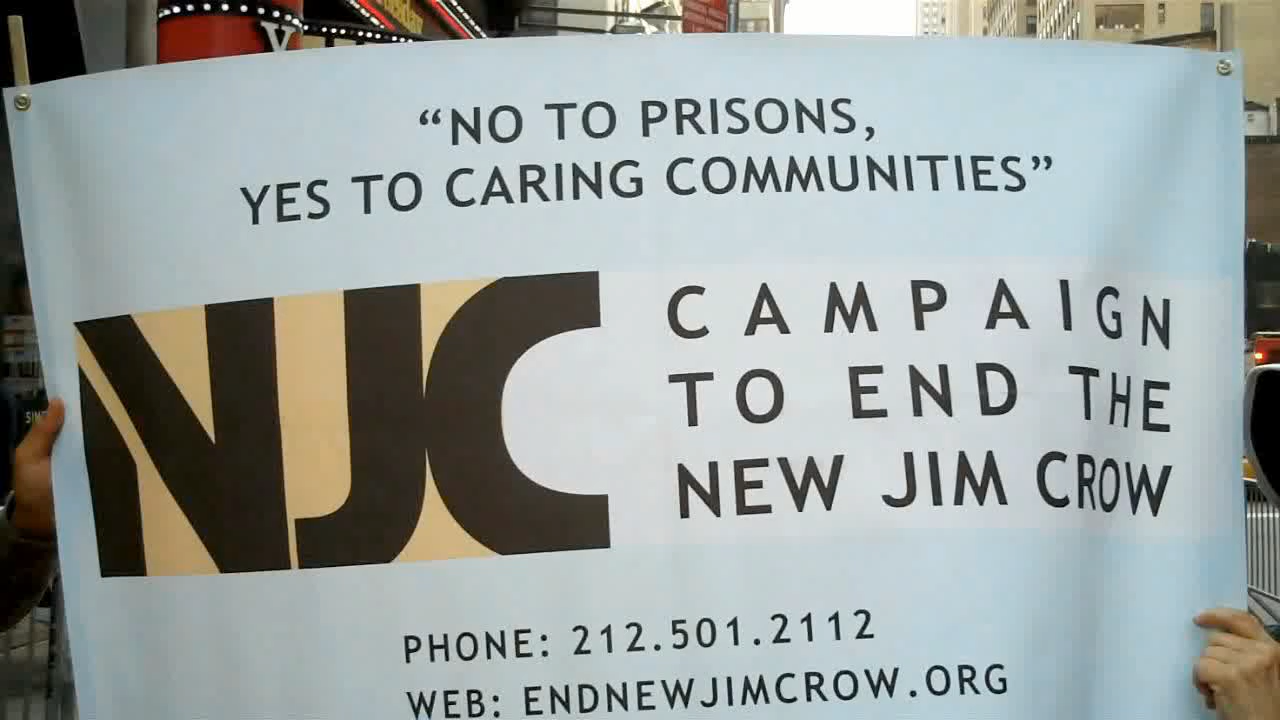 “NO TO PRISONS,
YES TO CARING COMMUNITIES”
NJC
CAMPAIGN
TO END THE
NEW JIM CROW
PHONE: 212.501.2112
WEB: ENDNEWJIMCROW.ORG